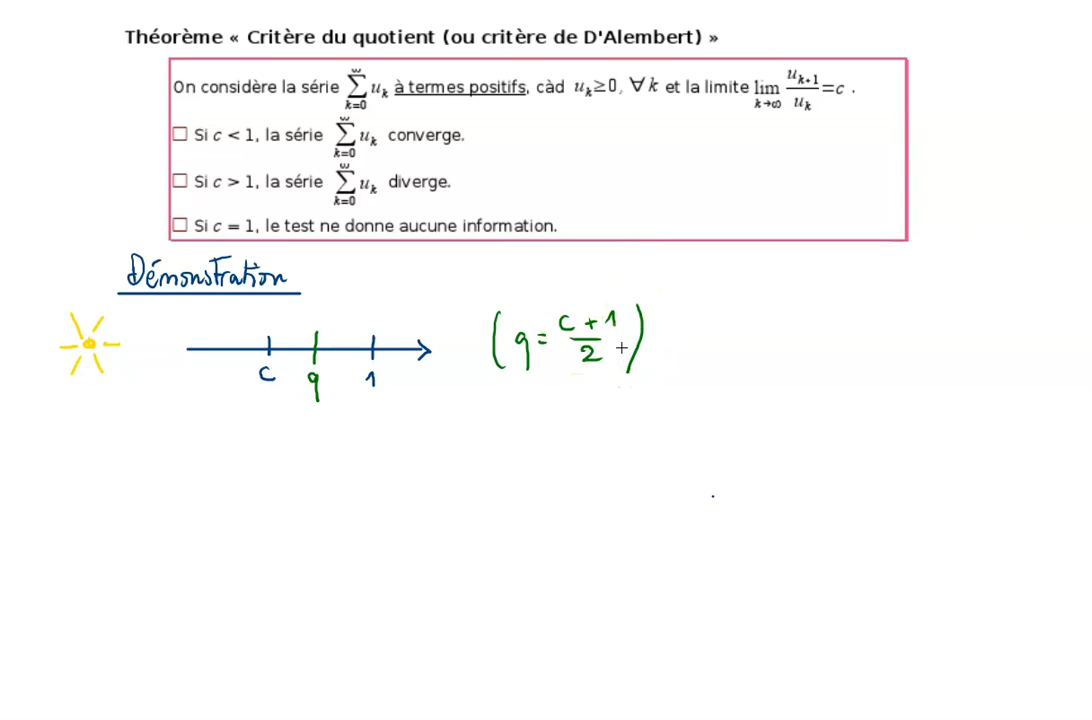 Théorème « Critère du quotient (ou critère de D'Alembert) »
On considère la série ∑_{k=0}^{∞} u_k à termes positifs, càd u_k≥0, ∀k et la limite lim_{k→∞} u_{k+1}/u_k = c .
□ Si c < 1, la série ∑_{k=0}^{∞} u_k converge.
□ Si c > 1, la série ∑_{k=0}^{∞} u_k diverge.
□ Si c = 1, le test ne donne aucune information.
Démonstration
c q 1 (q = (c+1)/2)